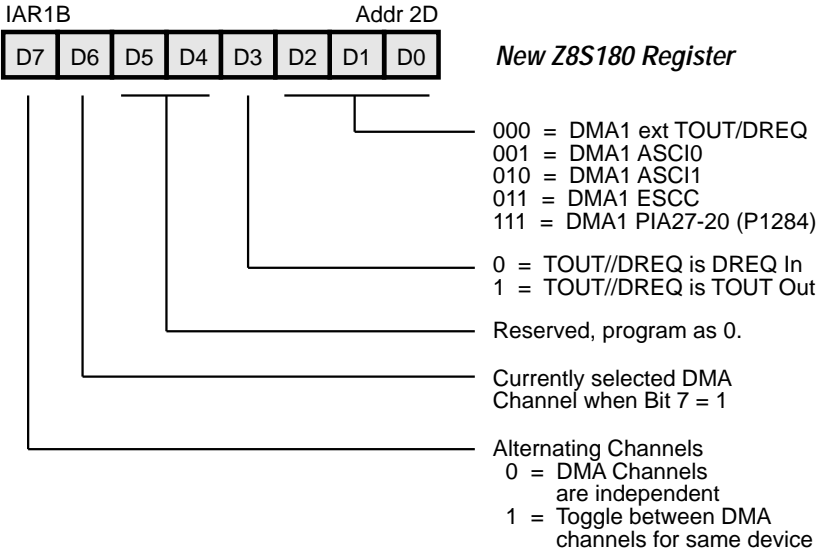 IAR1B Addr 2D
D7 D6 D5 D4 D3 D2 D1 D0
New Z8S180 Register
000 = DMA1 ext TOUT/DREQ
001 = DMA1 ASCI0
010 = DMA1 ASCI1
011 = DMA1 ESCC
111 = DMA1 PIA27-20 (P1284)
0 = TOUT//DREQ is DREQ In
1 = TOUT//DREQ is TOUT Out
Reserved, program as 0.
Currently selected DMA
Channel when Bit 7 = 1
Alternating Channels
0 = DMA Channels
are independent
1 = Toggle between DMA
channels for same device